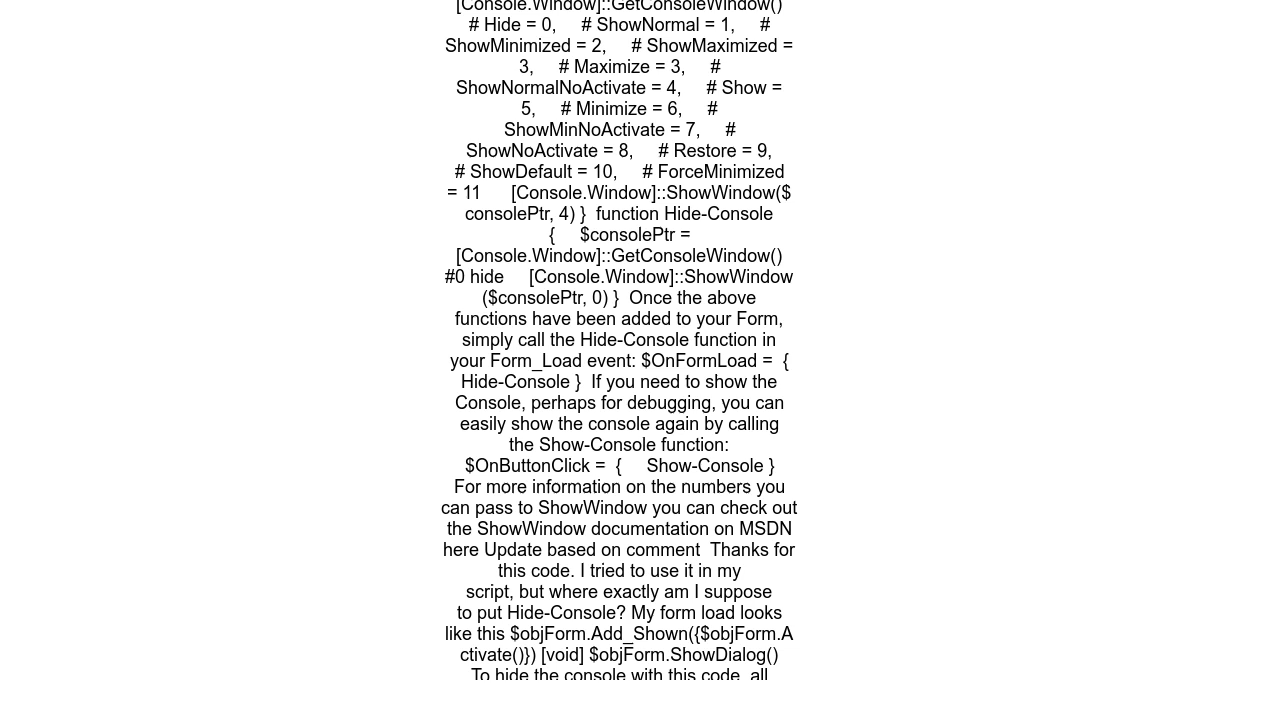 [Console.Window]::GetConsoleWindow()
# Hide = 0,     # ShowNormal = 1,     #
ShowMinimized = 2,     # ShowMaximized =
3,     # Maximize = 3,     #
ShowNormalNoActivate = 4,     # Show =
5,     # Minimize = 6,     #
ShowMinNoActivate = 7,     #
ShowNoActivate = 8,     # Restore = 9,
# ShowDefault = 10,     # ForceMinimized
= 11      [Console.Window]::ShowWindow($
consolePtr, 4) }  function Hide-Console
{     $consolePtr =
[Console.Window]::GetConsoleWindow()
#0 hide     [Console.Window]::ShowWindow
($consolePtr, 0) }  Once the above
functions have been added to your Form,
simply call the Hide-Console function in
your Form_Load event: $OnFormLoad =  {
Hide-Console }  If you need to show the
Console, perhaps for debugging, you can
easily show the console again by calling
the Show-Console function:
$OnButtonClick =  {     Show-Console }
For more information on the numbers you
can pass to ShowWindow you can check out
the ShowWindow documentation on MSDN
here Update based on comment  Thanks for
this code. I tried to use it in my
script, but where exactly am I suppose
to put Hide-Console? My form load looks
like this $objForm.Add_Shown({$objForm.A
ctivate()}) [void] $objForm.ShowDialog()
To hide the console with this code, all